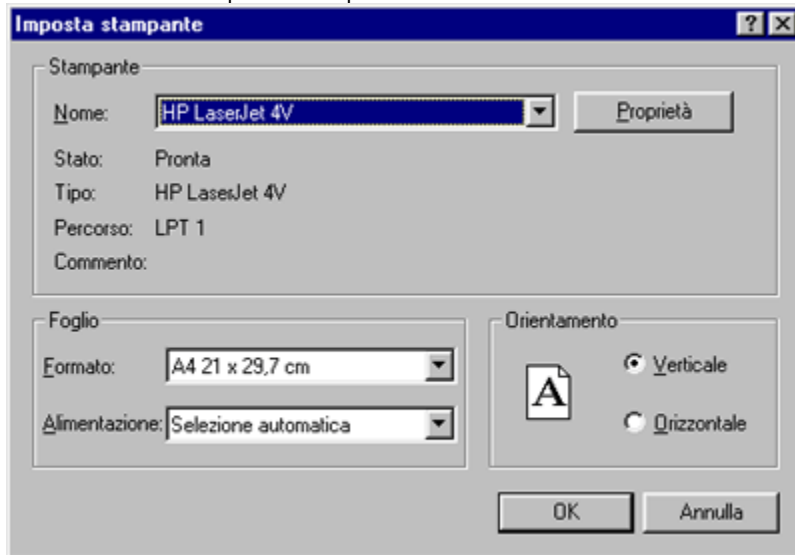 Imposta stampante
Stampante
Nome: HP LaserJet 4V Proprietà
Stato: Pronta
Tipo: HP LaserJet 4V
Percorso: LPT 1
Commento:
Foglio
Formato: A4 21 x 29,7 cm
Alimentazione: Selezione automatica
Orientamento
A
Verticale
Orizzontale
OK Annulla